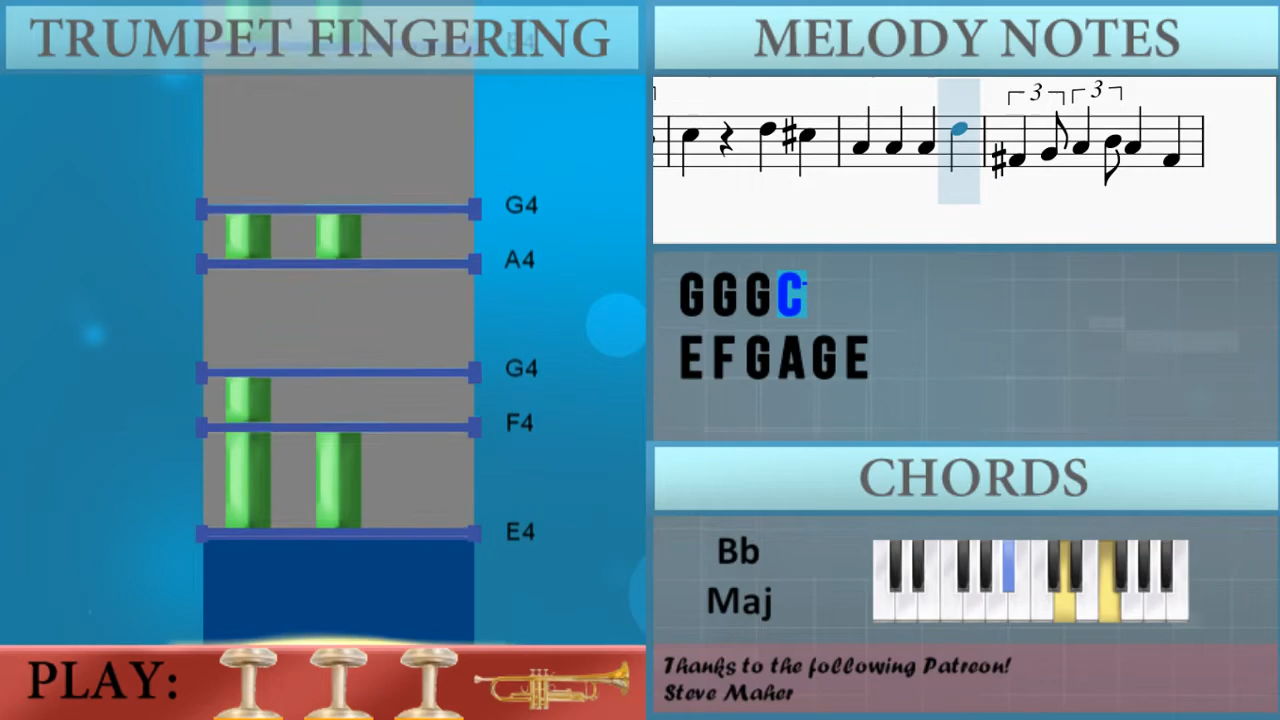 TRUMPET FINGERING
G4
A4
G4
F4
E4
PLAY:
MELODY NOTES
3 3
GGGC
EFGAGE
CHORDS
Bb
Maj
Thanks to the following Patreon!
Steve Maher